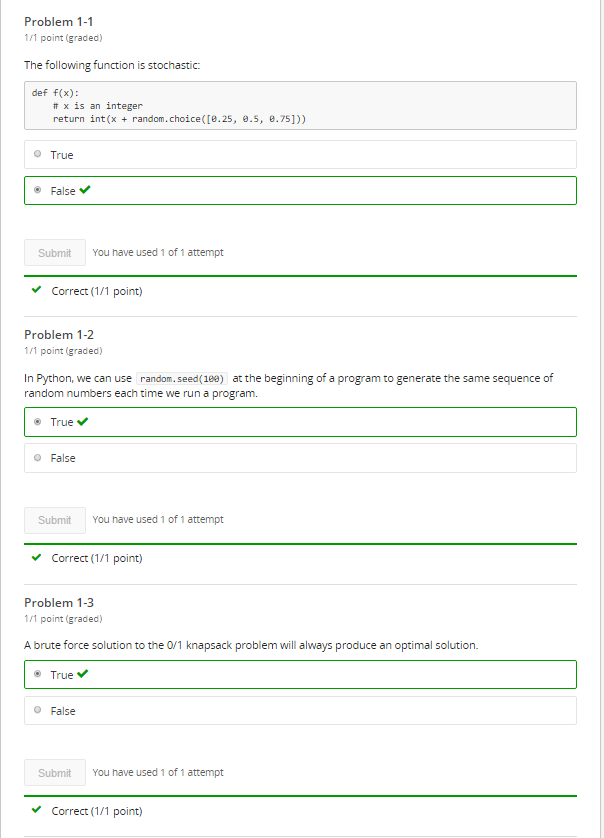 Problem 1-1
1/1 point (graded)
The following function is stochastic:
def f(x):
    # x is an integer
    return int(x + random.choice([0.25, 0.5, 0.75]))
True
False
Submit You have used 1 of 1 attempt
Correct (1/1 point)
Problem 1-2
1/1 point (graded)
In Python, we can use random.seed(100) at the beginning of a program to generate the same sequence of
random numbers each time we run a program.
True
False
Submit You have used 1 of 1 attempt
Correct (1/1 point)
Problem 1-3
1/1 point (graded)
A brute force solution to the 0/1 knapsack problem will always produce an optimal solution.
True
False
Submit You have used 1 of 1 attempt
Correct (1/1 point)